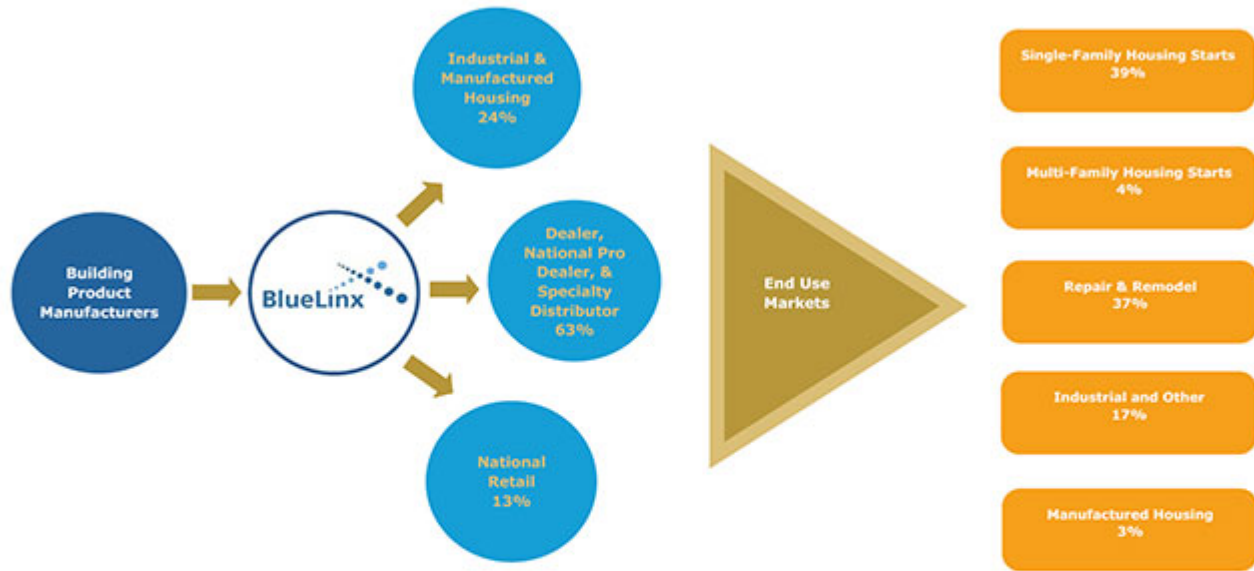 Building
Product
Manufacturers
BlueLinx
Industrial &
Manufactured
Housing
24%
Dealer,
National Pro
Dealer, &
Specialty
Distributor
63%
National
Retail
13%
End Use
Markets
Single-Family Housing Starts
39%
Multi-Family Housing Starts
4%
Repair & Remodel
37%
Industrial and Other
17%
Manufactured Housing
3%